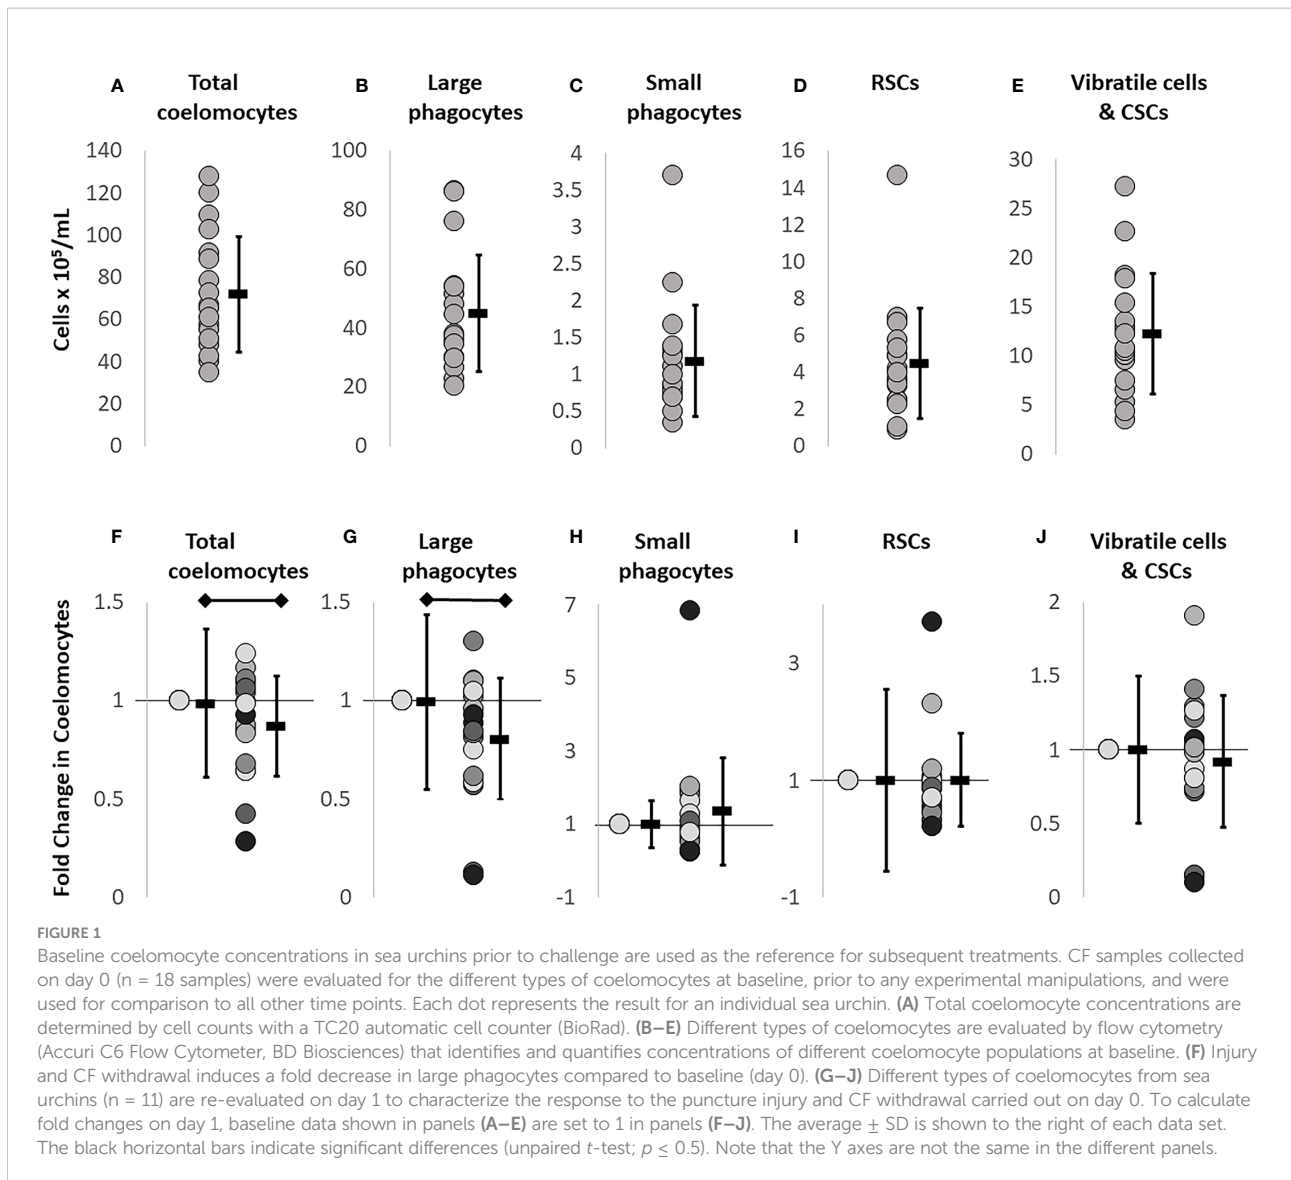 A Total coelomocytes
B Large phagocytes
C Small phagocytes
D RSCs
E Vibratile cells & CSCs
Cells x 10⁵/mL
140
120
100
80
60
40
20
0
100
80
60
40
20
0
4
3.5
3
2.5
2
1.5
1
0.5
0
16
14
12
10
8
6
4
2
0
30
25
20
15
10
5
0
F Total coelomocytes
G Large phagocytes
H Small phagocytes
I RSCs
J Vibratile cells & CSCs
Fold Change in Coelomocytes
1.5
1
0.5
0
1.5
1
0.5
0
7
5
3
1
-1
3
1
-1
2
1.5
1
0.5
0
FIGURE 1
Baseline coelomocyte concentrations in sea urchins prior to challenge are used as the reference for subsequent treatments. CF samples collected
on day 0 (n = 18 samples) were evaluated for the different types of coelomocytes at baseline, prior to any experimental manipulations, and were
used for comparison to all other time points. Each dot represents the result for an individual sea urchin. (A) Total coelomocyte concentrations are
determined by cell counts with a TC20 automatic cell counter (BioRad). (B–E) Different types of coelomocytes are evaluated by flow cytometry
(Accuri C6 Flow Cytometer, BD Biosciences) that identifies and quantifies concentrations of different coelomocyte populations at baseline. (F) Injury
and CF withdrawal induces a fold decrease in large phagocytes compared to baseline (day 0). (G–J) Different types of coelomocytes from sea
urchins (n = 11) are re-evaluated on day 1 to characterize the response to the puncture injury and CF withdrawal carried out on day 0. To calculate
fold changes on day 1, baseline data shown in panels (A–E) are set to 1 in panels (F–J). The average ± SD is shown to the right of each data set.
The black horizontal bars indicate significant differences (unpaired t-test; p ≤ 0.5). Note that the Y axes are not the same in the different panels.